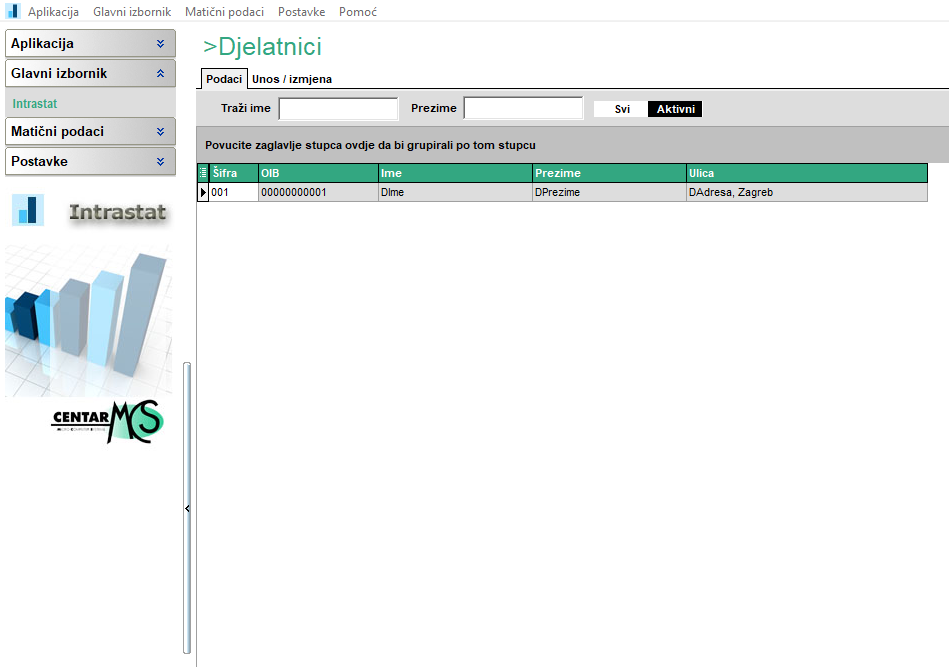 Aplikacija Glavni izbornik Matični podaci Postavke Pomoć
Aplikacija
Glavni izbornik
Intrastat
Matični podaci
Postavke
Intrastat
CENTAR MCS
>Djelatnici
Podaci Unos / izmjena
Traži ime Prezime Svi Aktivni
Povucite zaglavlje stupca ovdje da bi grupirali po tom stupcu
Šifra OIB Ime Prezime Ulica
001 00000000001 DIme DPrezime DAdresa, Zagreb